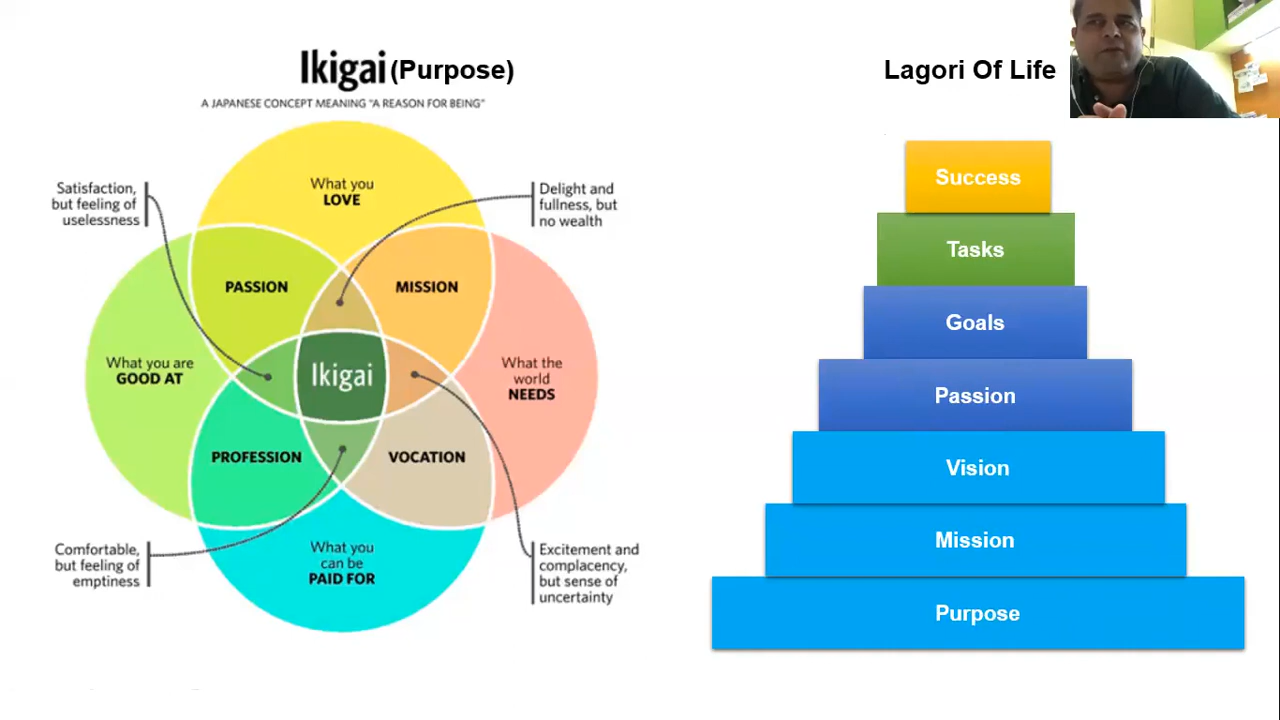 Ikigai (Purpose)
A JAPANESE CONCEPT MEANING "A REASON FOR BEING"
Satisfaction,
but feeling of
uselessness
What you
LOVE
Delight and
fullness, but
no wealth
PASSION
MISSION
What you are
GOOD AT
Ikigai
What the
world
NEEDS
PROFESSION
VOCATION
Comfortable,
but feeling of
emptiness
What you
can be
PAID FOR
Excitement and
complacency,
but sense of
uncertainty
Lagori Of Life
Success
Tasks
Goals
Passion
Vision
Mission
Purpose